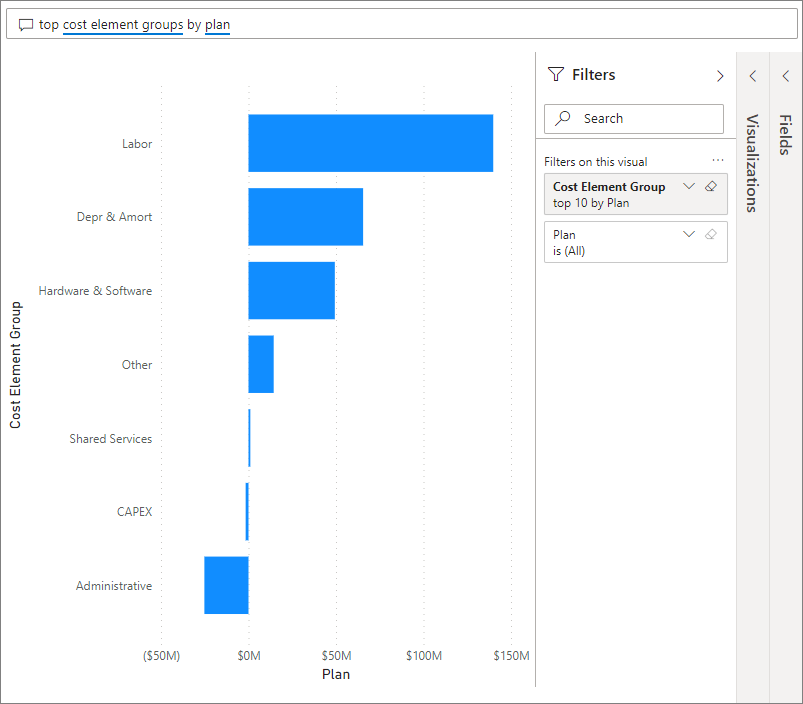 top cost element groups by plan
Filters
Search
Filters on this visual
...
Cost Element Group
top 10 by Plan
Plan
is (All)
Visualizations
Fields
Cost Element Group
Labor
Depr & Amort
Hardware & Software
Other
Shared Services
CAPEX
Administrative
($50M) $0M $50M $100M $150M
Plan